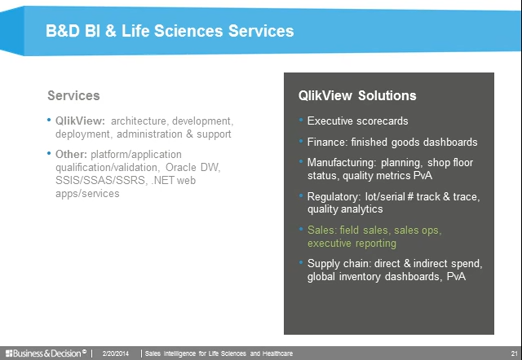 B&D BI & Life Sciences Services
Services
• QlikView: architecture, development,
deployment, administration & support
• Other: platform/application
qualification/validation, Oracle DW,
SSIS/SSAS/SSRS, .NET web
apps/services
QlikView Solutions
• Executive scorecards
• Finance: finished goods dashboards
• Manufacturing: planning, shop floor
status, quality metrics PvA
• Regulatory: lot/serial # track & trace,
quality analytics
• Sales: field sales, sales ops,
executive reporting
• Supply chain: direct & indirect spend,
global inventory dashboards, PvA
Business & Decision © | 2/20/2014 | Sales Intelligence for Life Sciences and Healthcare 21